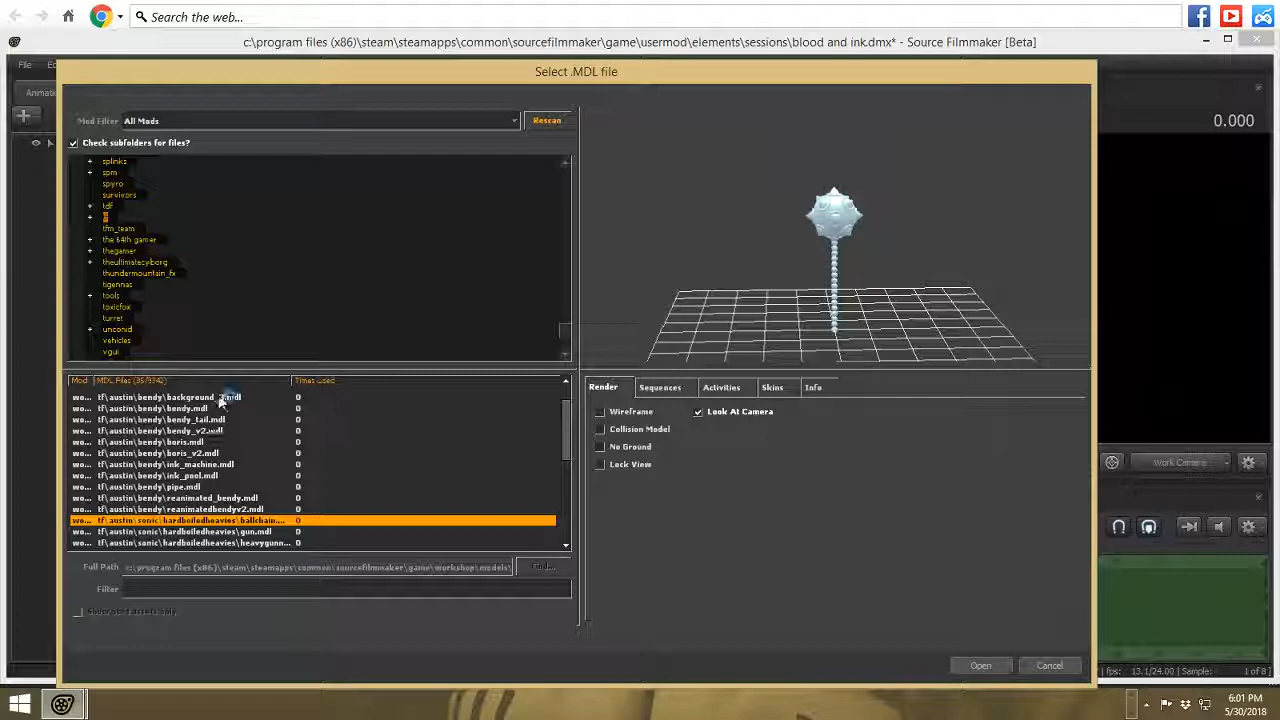 Search the web...
c:\program files (x86)\steam\steamapps\common\sourcefilmmaker\game\usermod\elements\sessions\blood and ink.dmx* - Source Filmmaker [Beta]
File
Select .MDL file
Animatio
Mod Filter All Mods Rescan
0.000
Check subfolders for files?
splinks
spm
spyro
survivors
tdf
tfm_team
the 64th gamer
thegamer
theultimatecyborg
thundermountain_fx
tigennas
tools
toxicfox
turret
unconid
vehicles
vgui
Mod MDL Files Times used
wo... tf\austin\bendy\background_2.mdl 0
wo... tf\austin\bendy\bendy.mdl 0
wo... tf\austin\bendy\bendy_tail.mdl 0
wo... tf\austin\bendy\bendy_v2.mdl 0
wo... tf\austin\bendy\boris.mdl 0
wo... tf\austin\bendy\boris_v2.mdl 0
wo... tf\austin\bendy\ink_machine.mdl 0
wo... tf\austin\bendy\ink_pool.mdl 0
wo... tf\austin\bendy\pipe.mdl 0
wo... tf\austin\bendy\reanimated_bendy.mdl 0
wo... tf\austin\bendy\reanimatedbendyv2.mdl 0
wo... tf\austin\sonic\hardboiledheavies\ballchain.... 0
wo... tf\austin\sonic\hardboiledheavies\gun.mdl 0
wo... tf\austin\sonic\hardboiledheavies\heavygunn... 0
Render Sequences Activities Skins Info
Wireframe Look At Camera
Collision Model
No Ground
Lock View
Work Camera
Full Path c:\program files (x86)\steam\steamapps\common\sourcefilmmaker\game\workshop\models\ Find...
Filter
Show used assets only
Open Cancel
fps: 13.1/24.00 Sample: 1 of 8
6:01 PM
5/30/2018